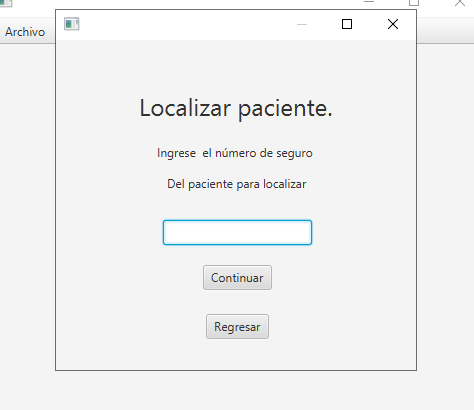 Archivo
Localizar paciente.
Ingrese  el número de seguro
Del paciente para localizar
Continuar
Regresar